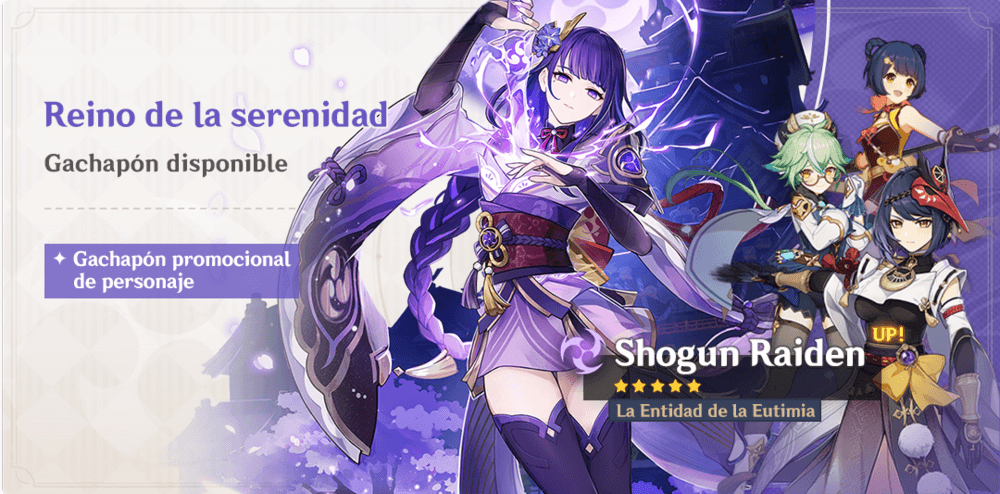 Reino de la serenidad
Gachapón disponible
Gachapón promocional
de personaje
UP!
Shogun Raiden
La Entidad de la Eutimia